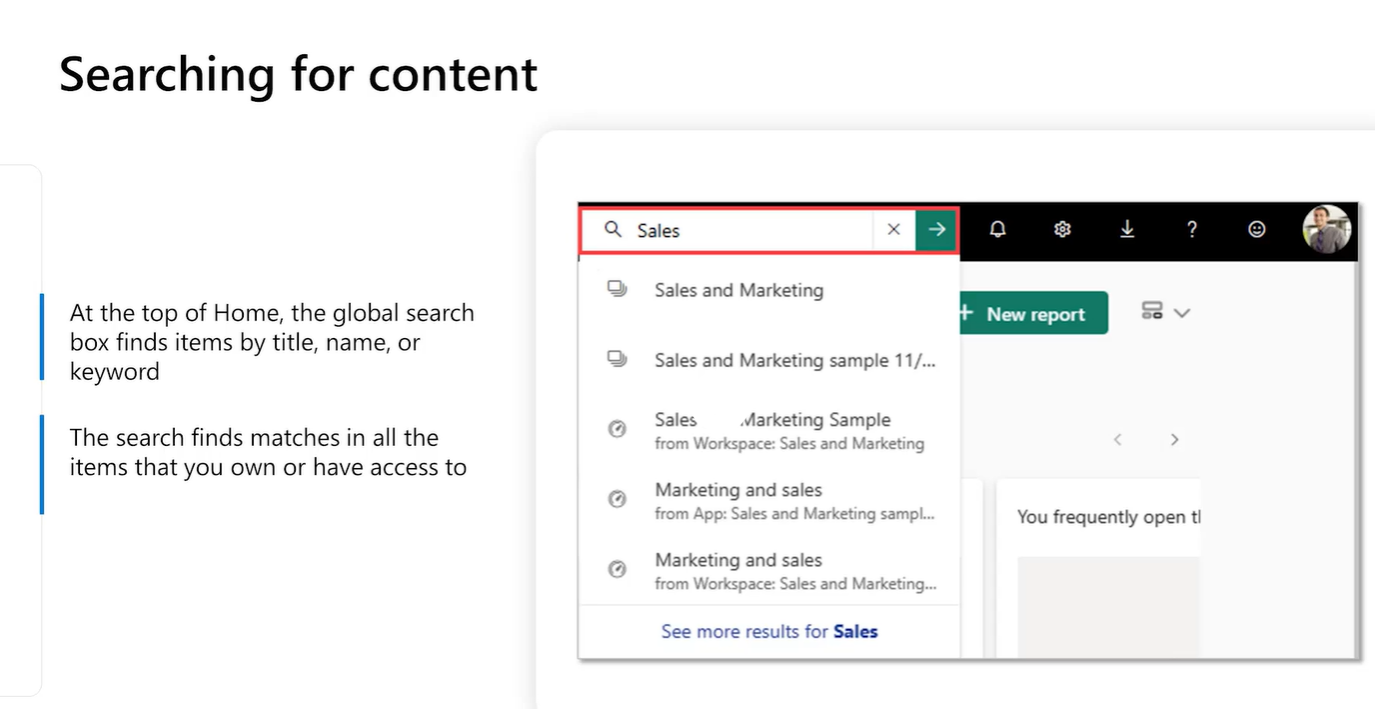 Searching for content
At the top of Home, the global search
box finds items by title, name, or
keyword
The search finds matches in all the
items that you own or have access to
Sales
Sales and Marketing
Sales and Marketing sample 11/...
Sales Marketing Sample
from Workspace: Sales and Marketing
Marketing and sales
from App: Sales and Marketing sampl...
Marketing and sales
from Workspace: Sales and Marketing...
See more results for Sales
?
+ New report
You frequently open